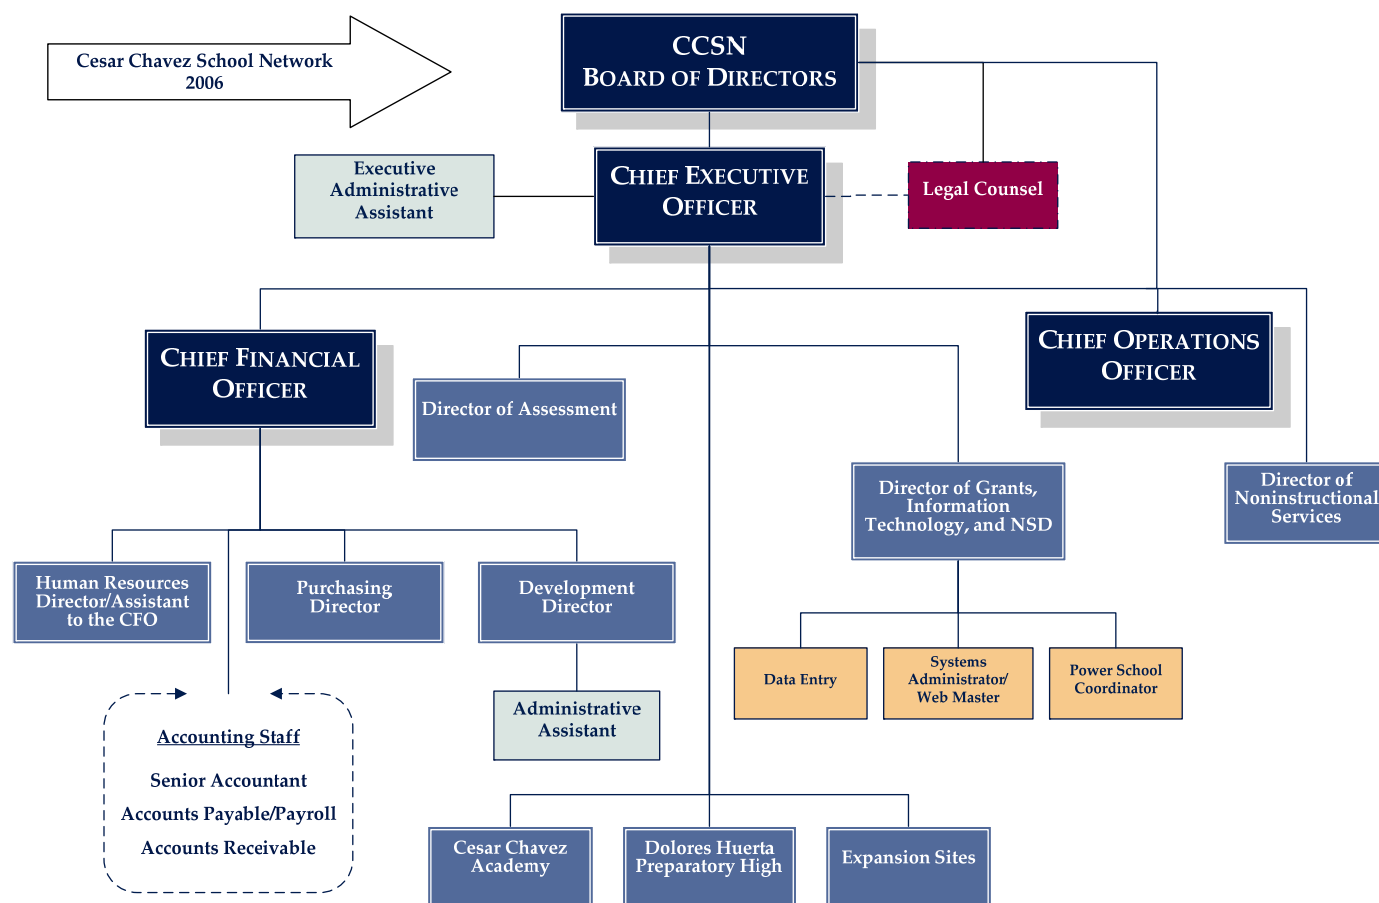 Cesar Chavez School Network
2006
CCSN
BOARD OF DIRECTORS
Executive
Administrative
Assistant
CHIEF EXECUTIVE
OFFICER
Legal Counsel
CHIEF FINANCIAL
OFFICER
Director of Assessment
CHIEF OPERATIONS
OFFICER
Director of Grants,
Information
Technology, and NSD
Director of
Noninstructional
Services
Human Resources
Director/Assistant
to the CFO
Purchasing
Director
Development
Director
Data Entry
Systems
Administrator/
Web Master
Power School
Coordinator
Administrative
Assistant
Accounting Staff
Senior Accountant
Accounts Payable/Payroll
Accounts Receivable
Cesar Chavez
Academy
Dolores Huerta
Preparatory High
Expansion Sites